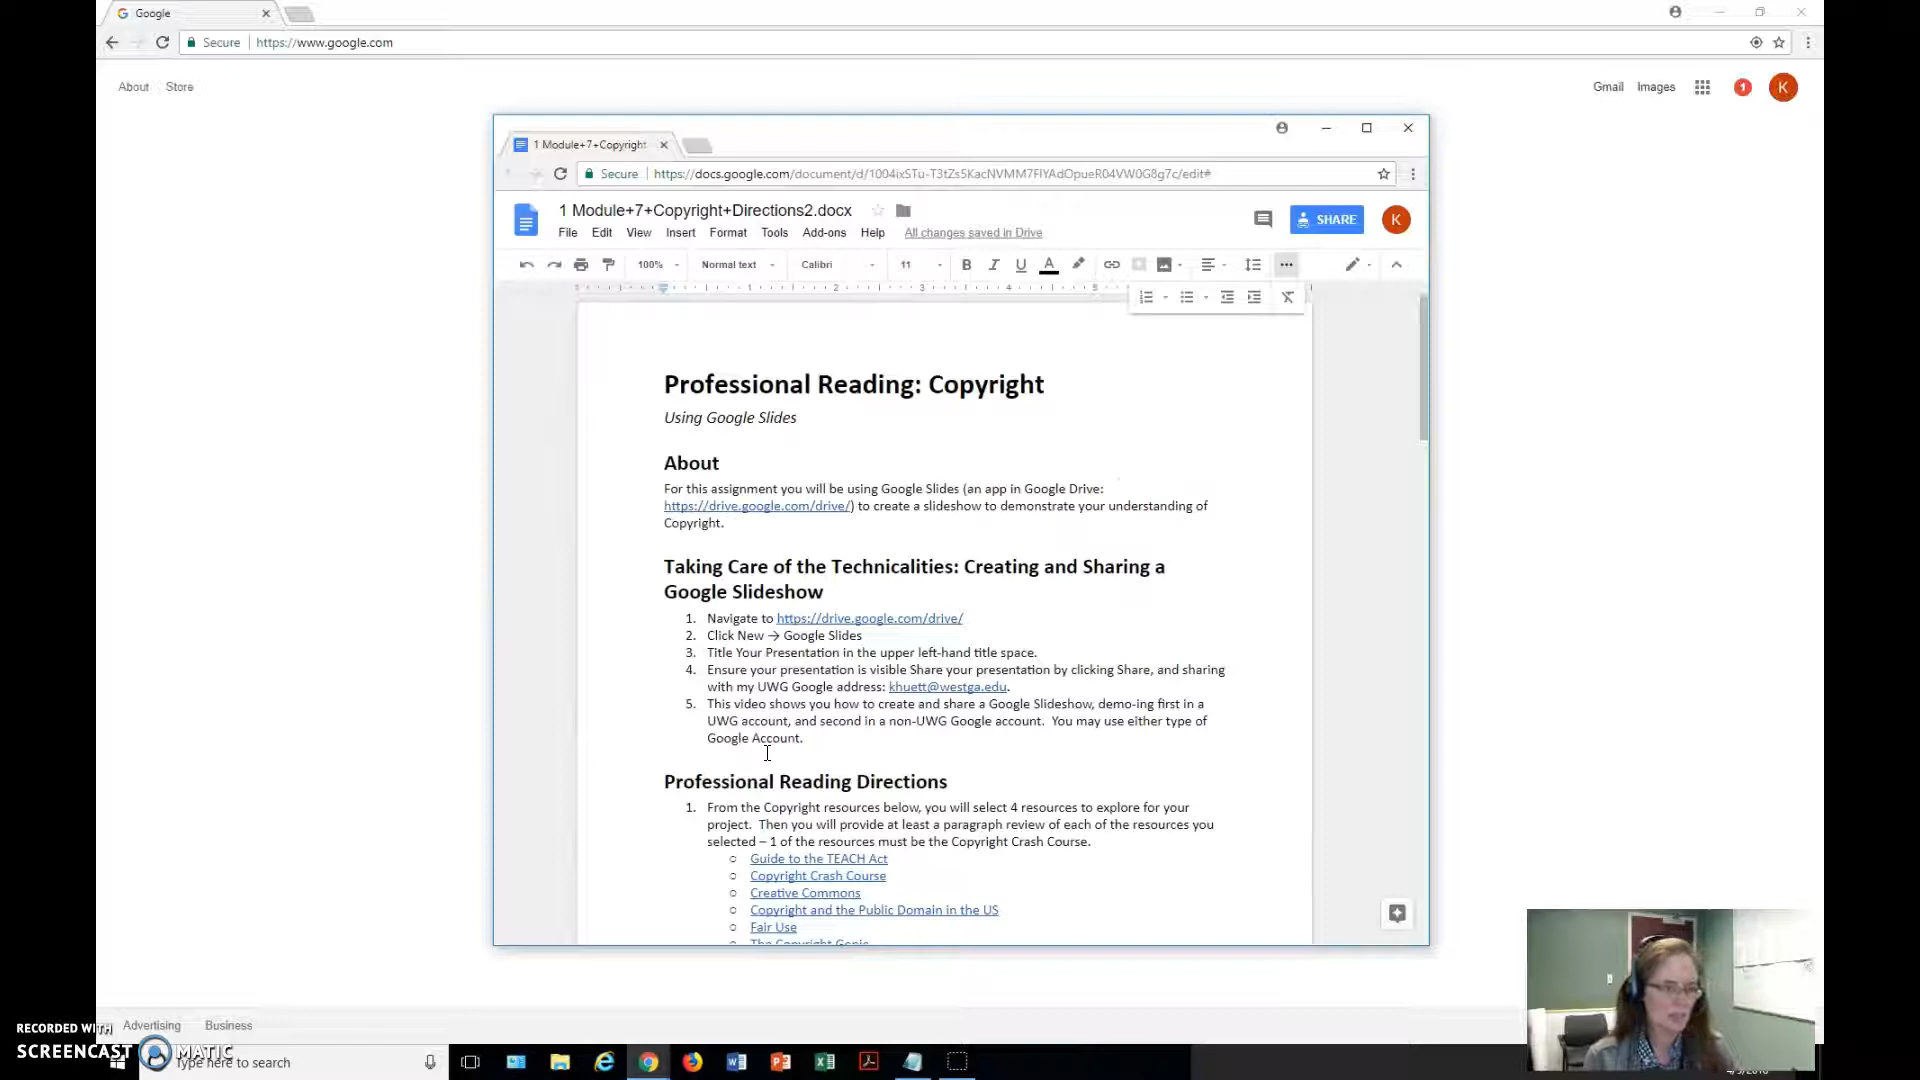 Google
Secure https://www.google.com
About Store
Gmail Images 1 K
1 Module+7+Copyright
Secure https://docs.google.com/document/d/1004ixSTu-T3tZs5KacNVMM7FlYAdOpueR04VW0G8g7c/edit#
1 Module+7+Copyright+Directions2.docx
SHARE K
File Edit View Insert Format Tools Add-ons Help All changes saved in Drive
100% Normal text Calibri 11 B I U A
1 2 3 4 5
Professional Reading: Copyright
Using Google Slides
About
For this assignment you will be using Google Slides (an app in Google Drive:
https://drive.google.com/drive/) to create a slideshow to demonstrate your understanding of
Copyright.
Taking Care of the Technicalities: Creating and Sharing a
Google Slideshow
1. Navigate to https://drive.google.com/drive/
2. Click New → Google Slides
3. Title Your Presentation in the upper left-hand title space.
4. Ensure your presentation is visible Share your presentation by clicking Share, and sharing
with my UWG Google address: khuett@westga.edu.
5. This video shows you how to create and share a Google Slideshow, demo-ing first in a
UWG account, and second in a non-UWG Google account. You may use either type of
Google Account.
Professional Reading Directions
1. From the Copyright resources below, you will select 4 resources to explore for your
project. Then you will provide at least a paragraph review of each of the resources you
selected – 1 of the resources must be the Copyright Crash Course.
○ Guide to the TEACH Act
○ Copyright Crash Course
○ Creative Commons
○ Copyright and the Public Domain in the US
○ Fair Use
The Copyright Genie
Advertising Business
RECORDED WITH
SCREENCAST MATIC
Type here to search